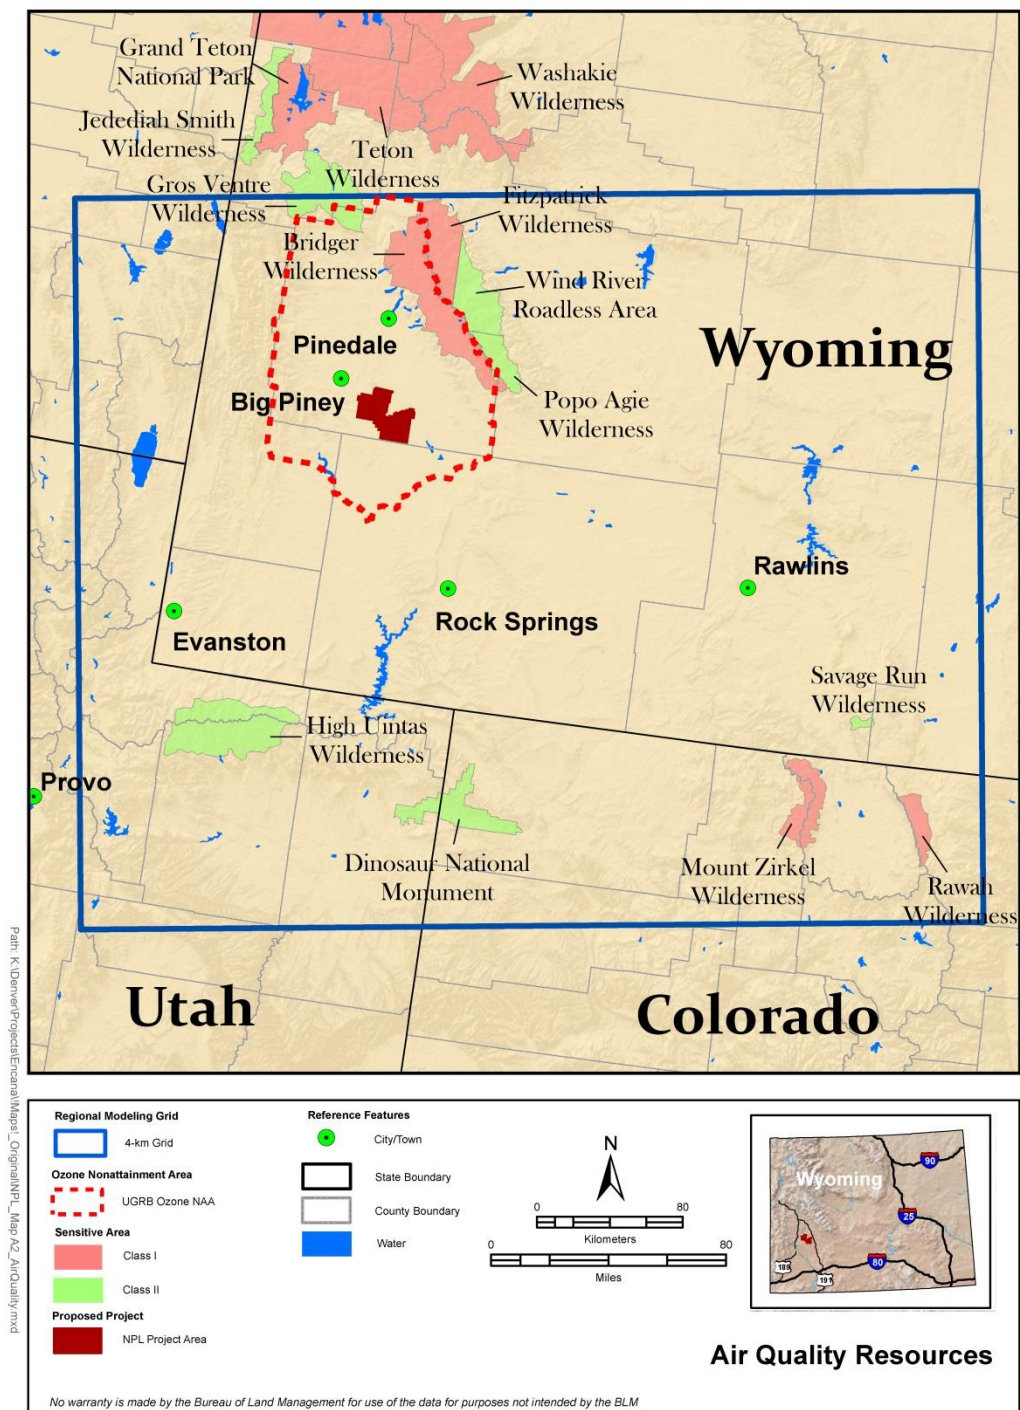 Grand Teton
National Park
Washakie
Wilderness
Jedediah Smith
Wilderness
Teton
Wilderness
Gros Ventre
Wilderness
Fitzpatrick
Wilderness
Bridger
Wilderness
Wind River
Roadless Area
Pinedale
Wyoming
Big Piney
Popo Agie
Wilderness
Rawlins
Rock Springs
Evanston
Savage Run
Wilderness
High Uintas
Wilderness
Provo
Dinosaur National
Monument
Mount Zirkel
Wilderness
Rawah
Wilderness
Utah
Colorado
Path: K:\Denver\Projects\Encana\!Maps!_Original\NPL_Map A2_AirQuality.mxd
Regional Modeling Grid
4-km Grid
Ozone Nonattainment Area
UGRB Ozone NAA
Sensitive Area
Class I
Class II
Proposed Project
NPL Project Area
Reference Features
City/Town
State Boundary
County Boundary
Water
N
0 80
Kilometers
0 80
Miles
Wyoming
90
25
80
189
191
Air Quality Resources
No warranty is made by the Bureau of Land Management for use of the data for purposes not intended by the BLM